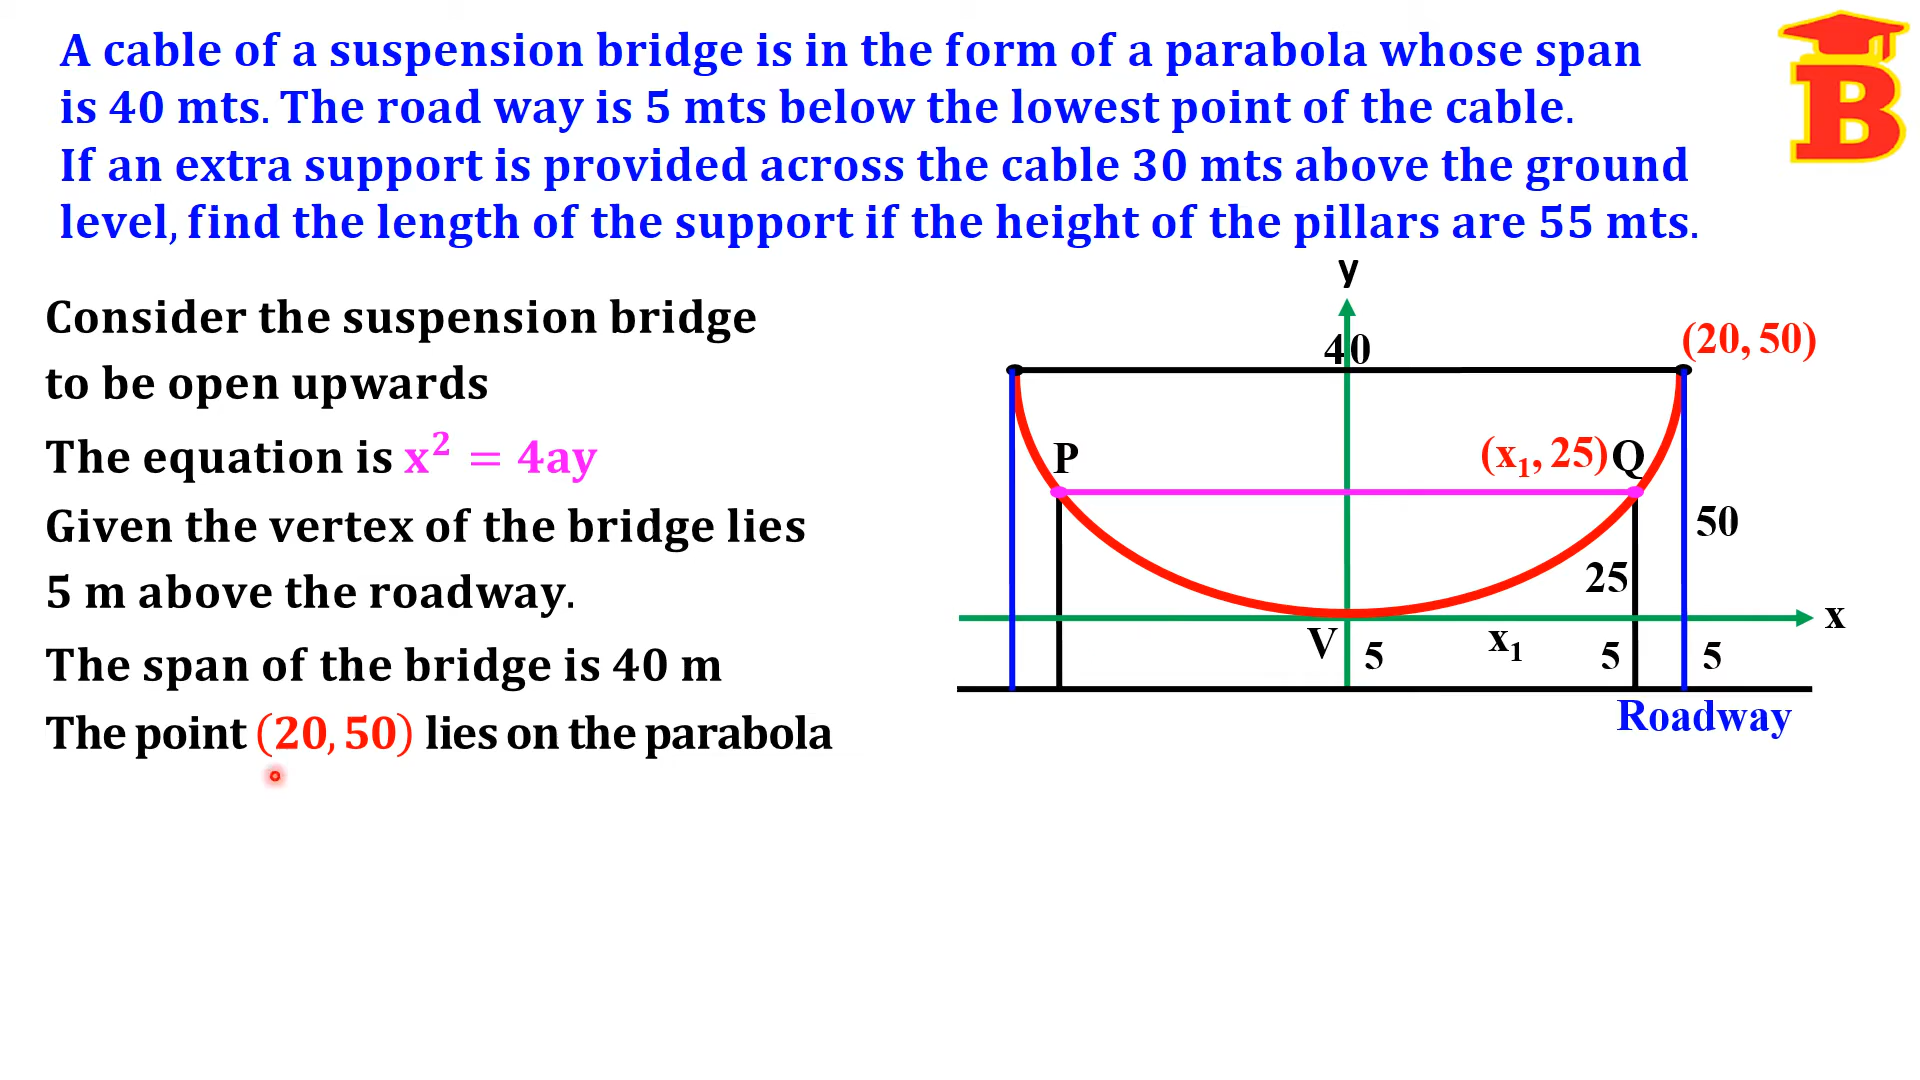 A cable of a suspension bridge is in the form of a parabola whose span
is 40 mts. The road way is 5 mts below the lowest point of the cable.
If an extra support is provided across the cable 30 mts above the ground
level, find the length of the support if the height of the pillars are 55 mts.
B
Consider the suspension bridge
to be open upwards
The equation is x² = 4ay
Given the vertex of the bridge lies
5 m above the roadway.
The span of the bridge is 40 m
The point (20, 50) lies on the parabola
y
40
(20, 50)
P
(x₁, 25) Q
50
25
x
V
5
x₁
5
5
Roadway